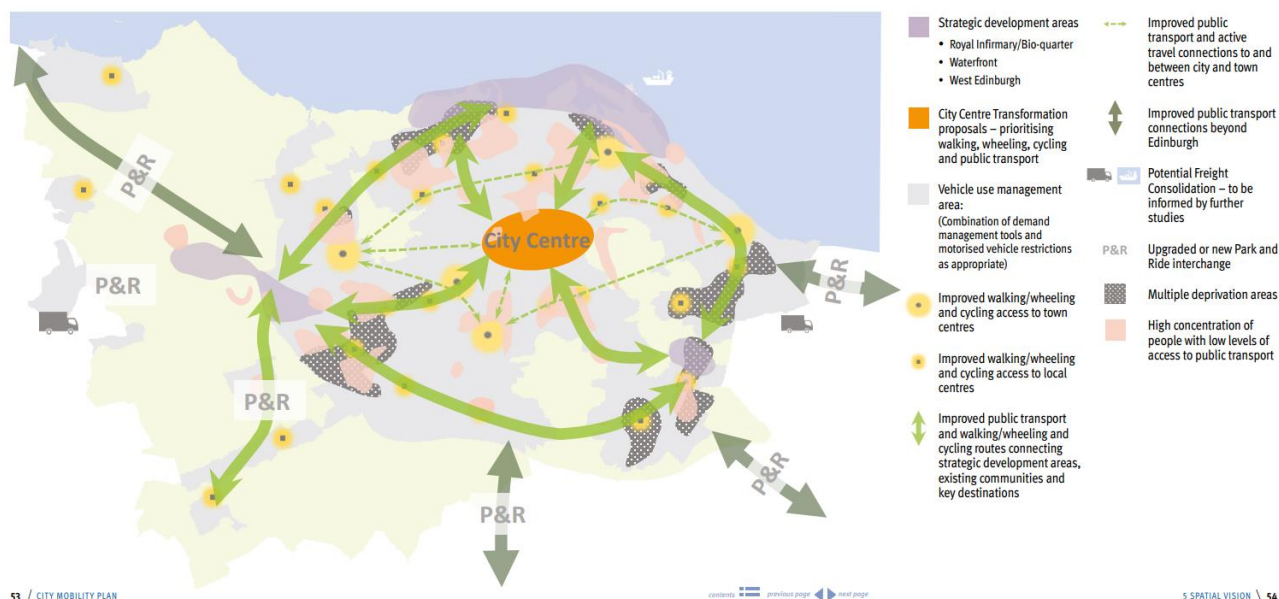 P&R
P&R
P&R
P&R
P&R
P&R
City Centre
Strategic development areas
• Royal Infirmary/Bio-quarter
• Waterfront
• West Edinburgh
City Centre Transformation
proposals – prioritising
walking, wheeling, cycling
and public transport
Vehicle use management
area:
(Combination of demand
management tools and
motorised vehicle restrictions
as appropriate)
Improved walking/wheeling
and cycling access to town
centres
Improved walking/wheeling
and cycling access to local
centres
Improved public transport
and walking/wheeling and
cycling routes connecting
strategic development areas,
existing communities and
key destinations
Improved public
transport and active
travel connections to and
between city and town
centres
Improved public transport
connections beyond
Edinburgh
Potential Freight
Consolidation – to be
informed by further
studies
P&R
Upgraded or new Park and
Ride interchange
Multiple deprivation areas
High concentration of
people with low levels of
access to public transport
53 / CITY MOBILITY PLAN
contents previous page next page
5 SPATIAL VISION \ 54